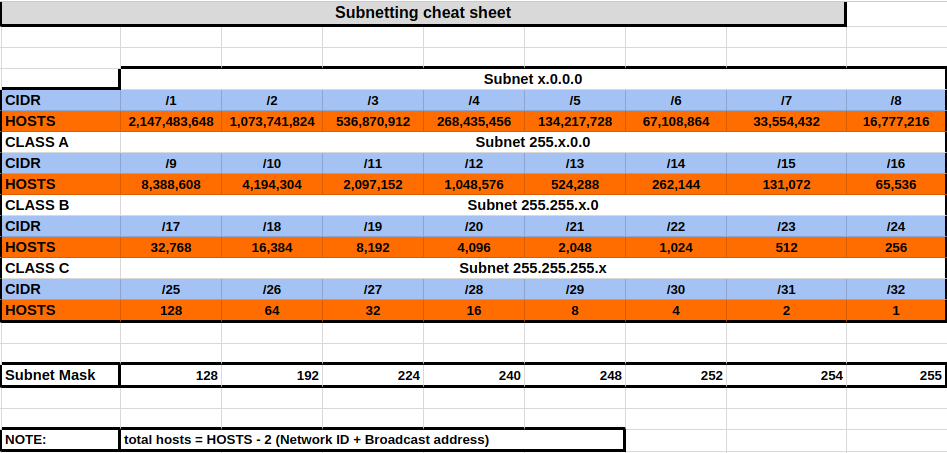 Subnetting cheat sheet
Subnet x.0.0.0
CIDR /1 /2 /3 /4 /5 /6 /7 /8
HOSTS 2,147,483,648 1,073,741,824 536,870,912 268,435,456 134,217,728 67,108,864 33,554,432 16,777,216
CLASS A Subnet 255.x.0.0
CIDR /9 /10 /11 /12 /13 /14 /15 /16
HOSTS 8,388,608 4,194,304 2,097,152 1,048,576 524,288 262,144 131,072 65,536
CLASS B Subnet 255.255.x.0
CIDR /17 /18 /19 /20 /21 /22 /23 /24
HOSTS 32,768 16,384 8,192 4,096 2,048 1,024 512 256
CLASS C Subnet 255.255.255.x
CIDR /25 /26 /27 /28 /29 /30 /31 /32
HOSTS 128 64 32 16 8 4 2 1
Subnet Mask 128 192 224 240 248 252 254 255
NOTE: total hosts = HOSTS - 2 (Network ID + Broadcast address)